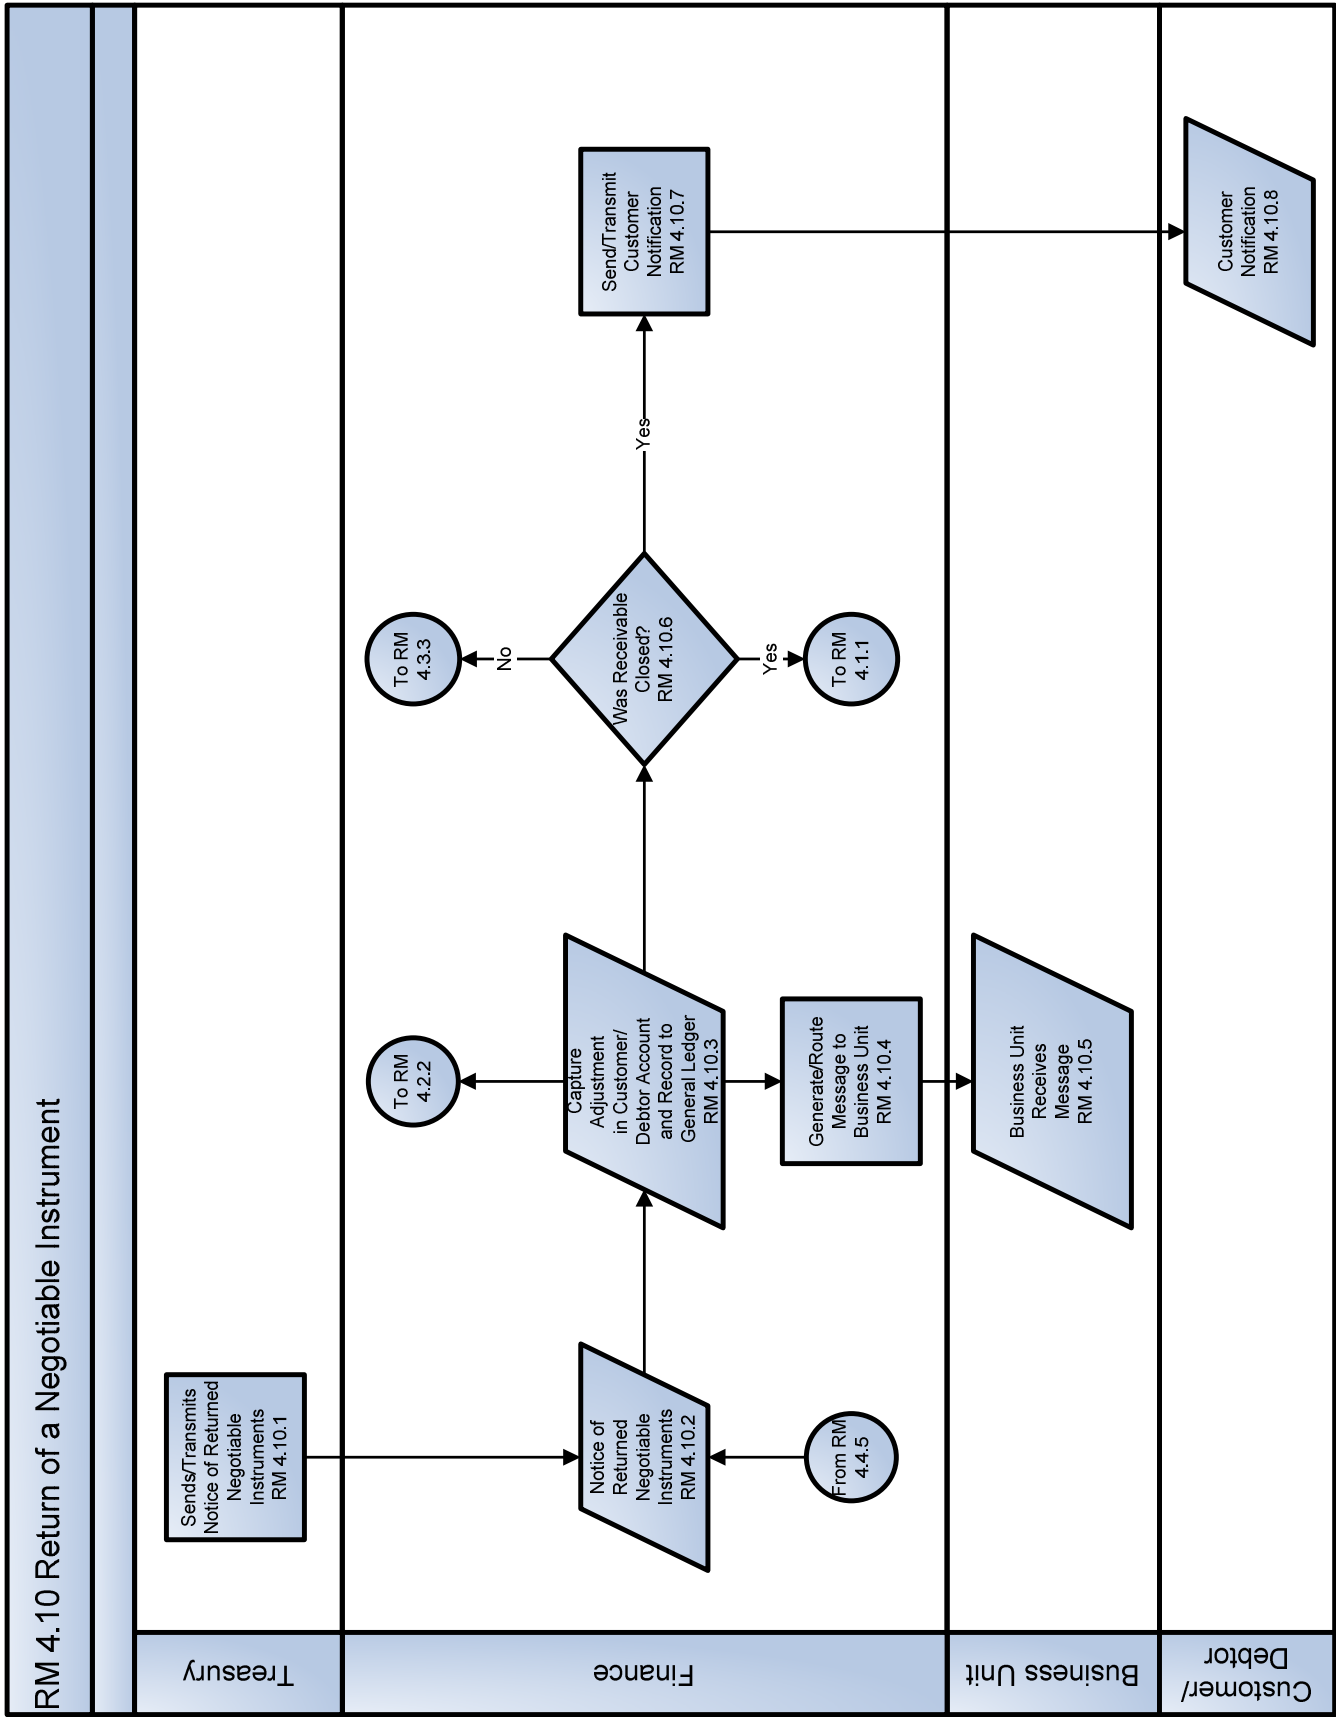 RM 4.10 Return of a Negotiable Instrument
Treasury
Sends/Transmits
Notice of Returned
Negotiable
Instruments
RM 4.10.1
Finance
Notice of
Returned
Negotiable
Instruments
RM 4.10.2
From RM
4.4.5
To RM
4.2.2
Capture
Adjustment
in Customer/
Debtor Account
and Record to
General Ledger
RM 4.10.3
Generate/Route
Message to
Business Unit
RM 4.10.4
To RM
4.3.3
No
Was Receivable
Closed?
RM 4.10.6
Yes
To RM
4.1.1
Yes
Send/Transmit
Customer
Notification
RM 4.10.7
Business Unit
Business Unit
Receives
Message
RM 4.10.5
Customer/
Debtor
Customer
Notification
RM 4.10.8